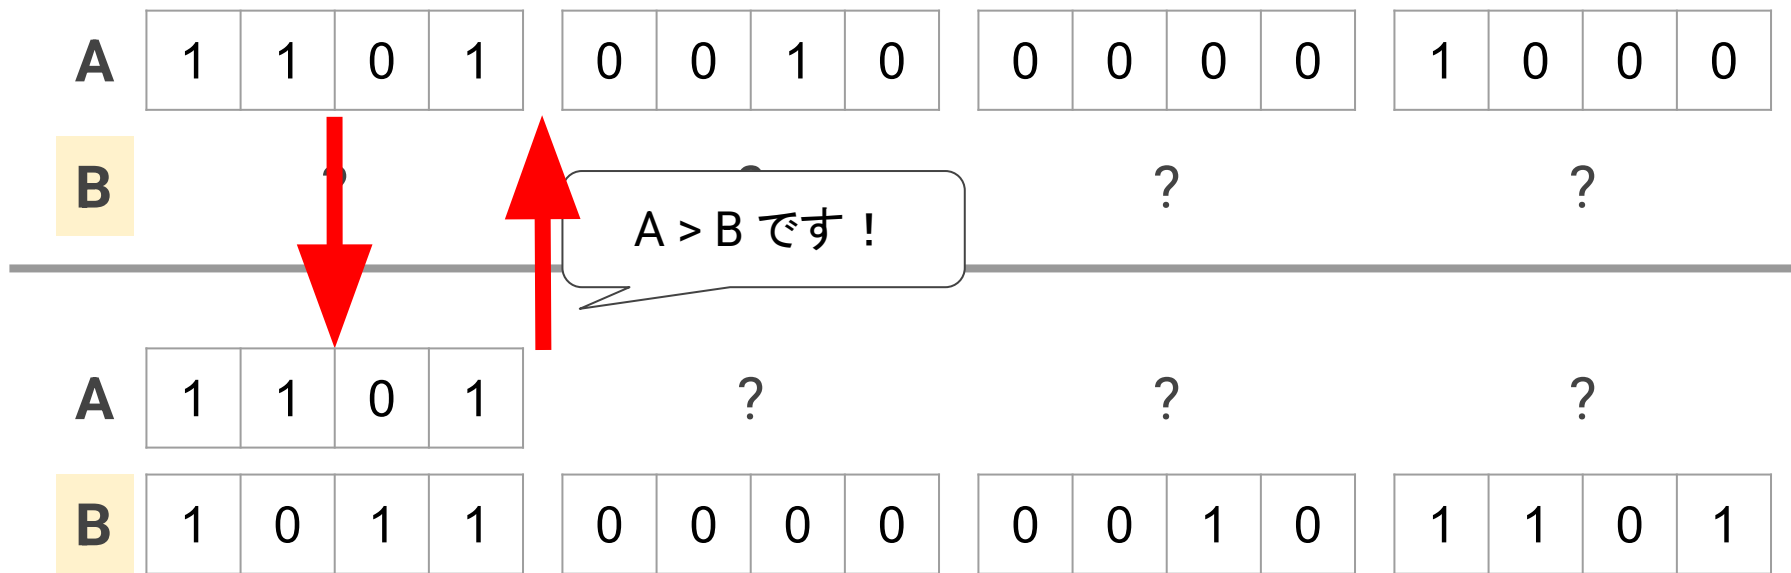 A 1 1 0 1 0 0 1 0 0 0 0 0 1 0 0 0
B ? ? ? ?
A > B です！
A 1 1 0 1 ? ? ?
B 1 0 1 1 0 0 0 0 0 0 1 0 1 1 0 1